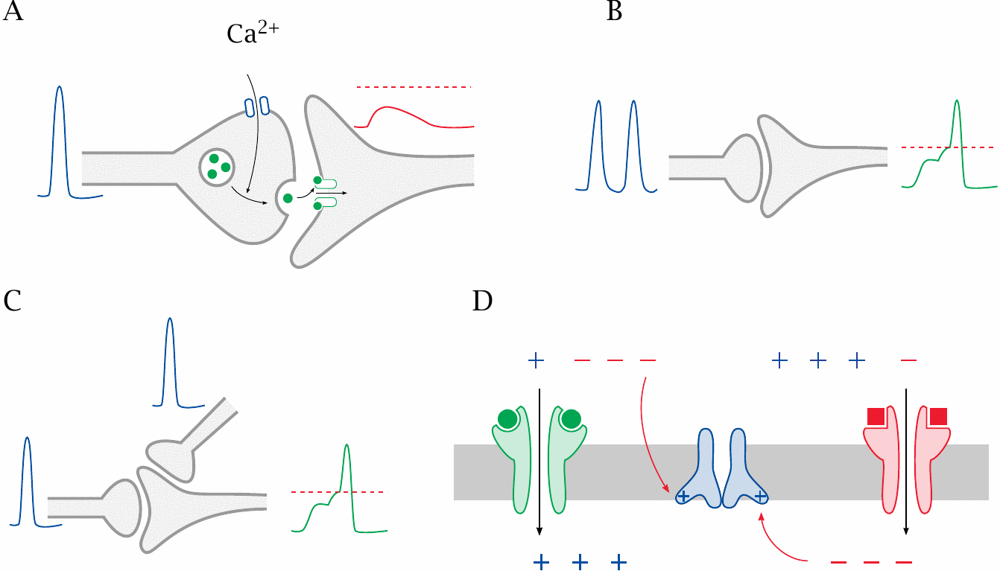 A
B
Ca²⁺
C
D
+ − − −
+ + + −
+ +
+ + +
− − −